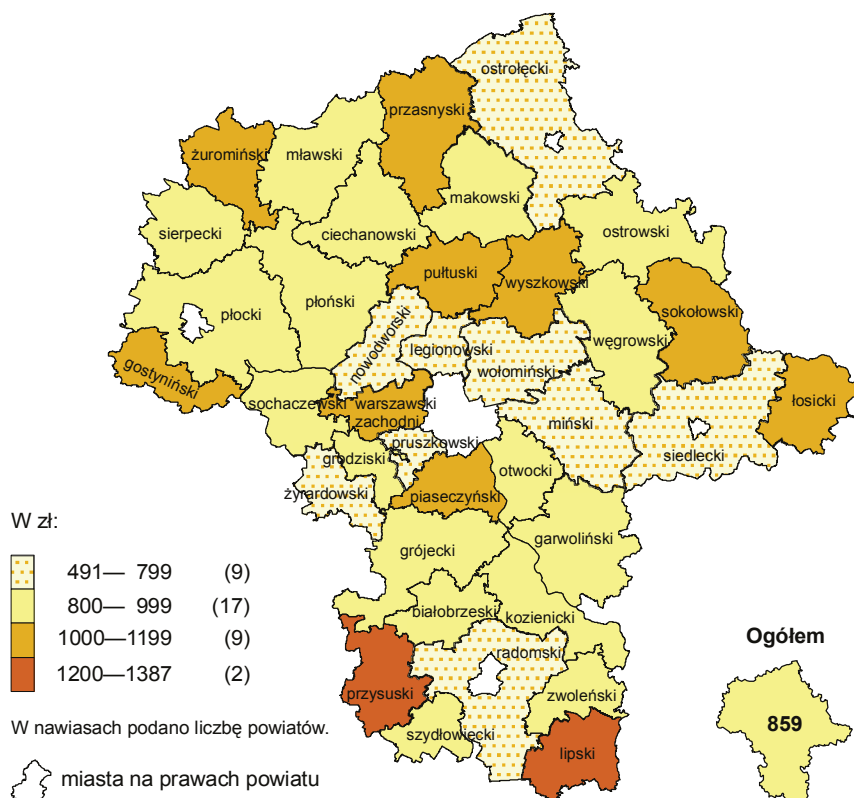 ostrołęcki
przasnyski
żuromiński
mławski
makowski
sierpecki
ciechanowski
ostrowski
pułtuski
wyszkowski
sokołowski
płocki
płoński
węgrowski
nowodworski
legionowski
wołomiński
gostyniński
sochaczewski
warszawski
zachodni
łosicki
miński
pruszkowski
siedlecki
grodziski
otwocki
żyrardowski
piaseczyński
W zł:
grójecki
garwoliński
491— 799 (9)
800— 999 (17)
1000—1199 (9)
1200—1387 (2)
białobrzeski
kozienicki
Ogółem
radomski
przysuski
zwoleński
859
W nawiasach podano liczbę powiatów.
szydłowiecki
lipski
miasta na prawach powiatu